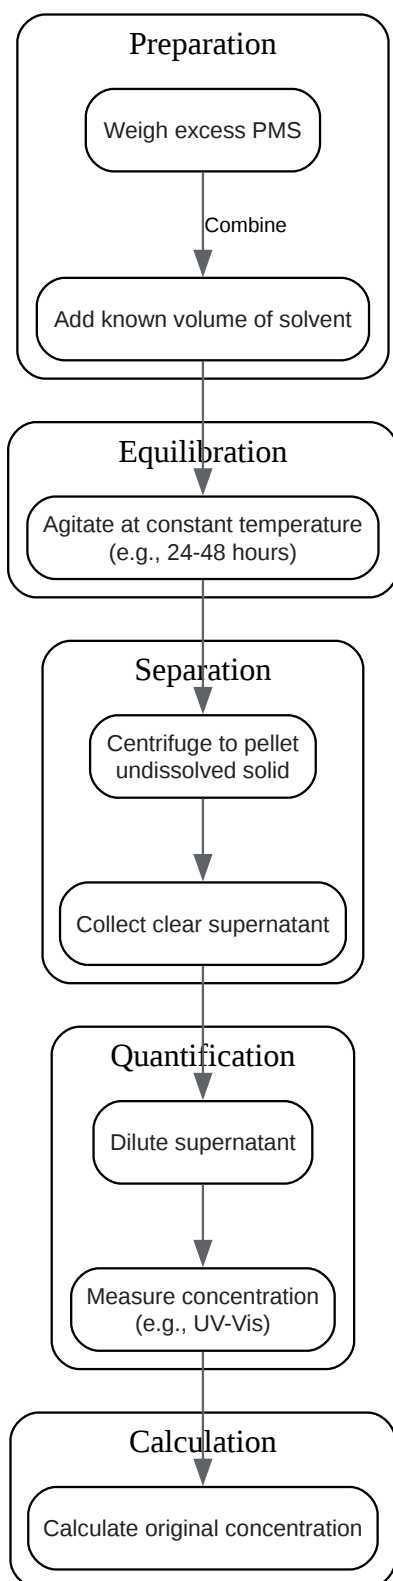 Preparation
Weigh excess PMS
Combine
Add known volume of solvent
Equilibration
Agitate at constant temperature
(e.g., 24-48 hours)
Separation
Centrifuge to pellet
undissolved solid
Collect clear supernatant
Quantification
Dilute supernatant
Measure concentration
(e.g., UV-Vis)
Calculation
Calculate original concentration